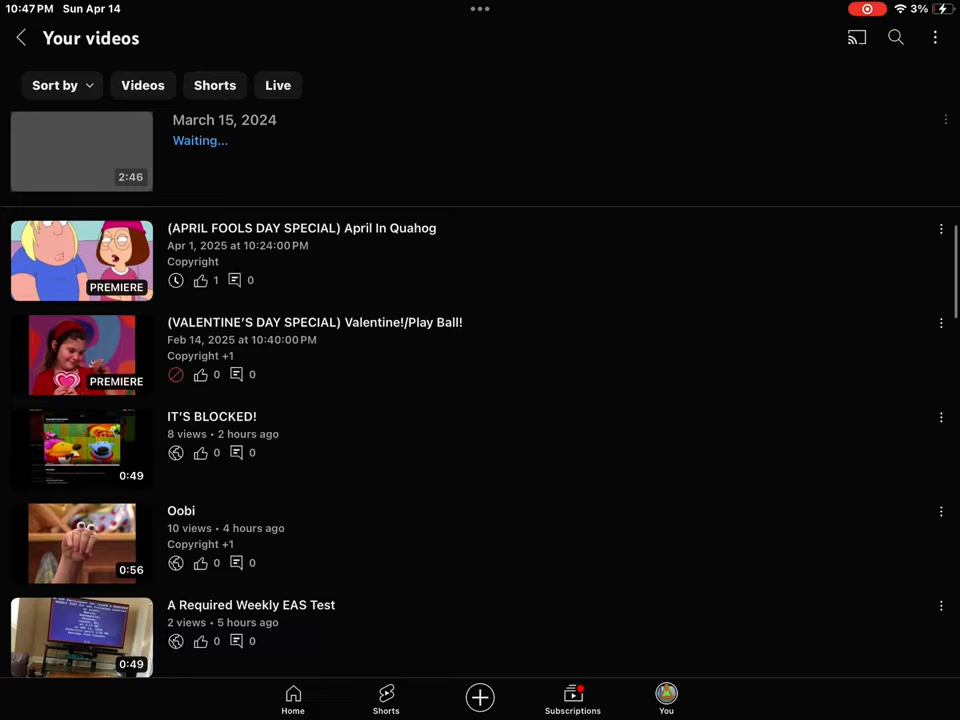 10:47 PM Sun Apr 14
3%
Your videos
Sort by
Videos
Shorts
Live
March 15, 2024
Waiting...
2:46
(APRIL FOOLS DAY SPECIAL) April In Quahog
Apr 1, 2025 at 10:24:00 PM
Copyright
1 0
PREMIERE
(VALENTINE'S DAY SPECIAL) Valentine!/Play Ball!
Feb 14, 2025 at 10:40:00 PM
Copyright +1
0 0
PREMIERE
IT'S BLOCKED!
8 views • 2 hours ago
0 0
0:49
Oobi
10 views • 4 hours ago
Copyright +1
0 0
0:56
A Required Weekly EAS Test
2 views • 5 hours ago
0 0
0:49
Home
Shorts
Subscriptions
You